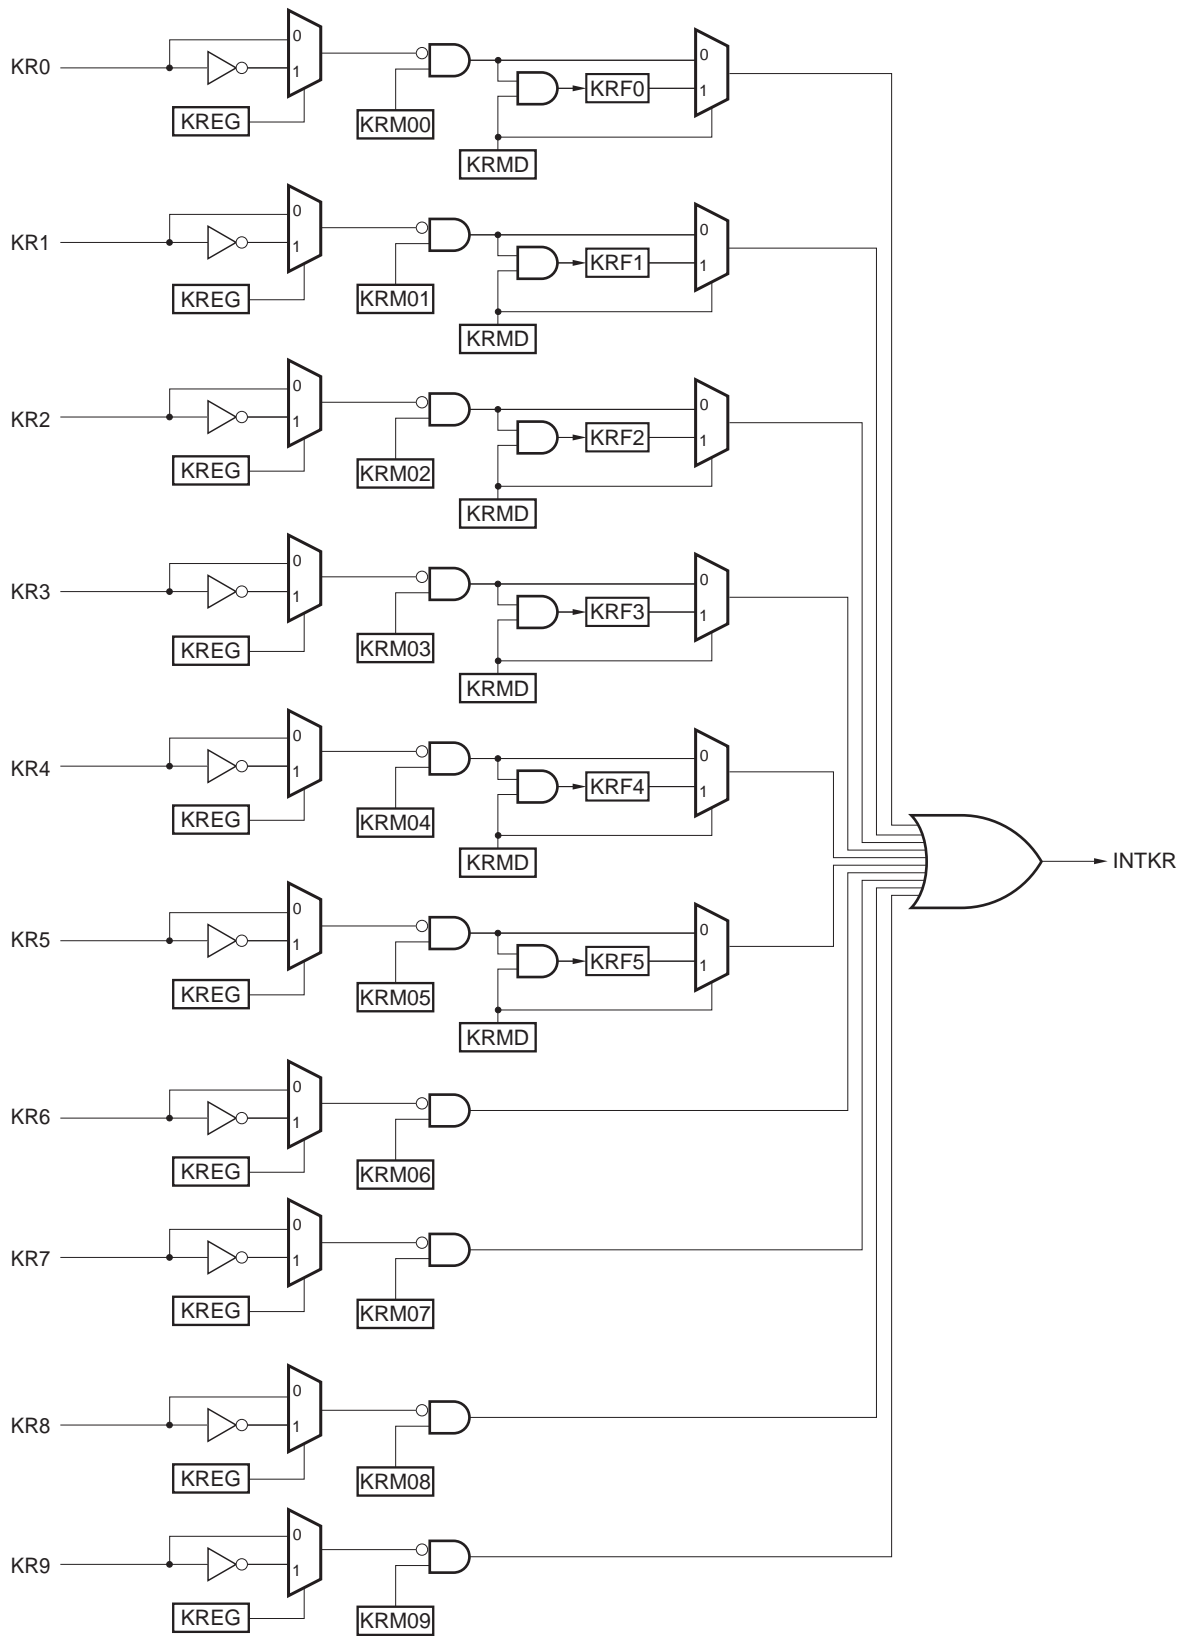 0
KR0
1
KRF0
0
1
KREG
KRM00
KRMD
0
KR1
1
KRF1
0
1
KREG
KRM01
KRMD
0
KR2
1
KRF2
0
1
KREG
KRM02
KRMD
0
KR3
1
KRF3
0
1
KREG
KRM03
KRMD
0
KR4
1
KRF4
0
1
KREG
KRM04
KRMD
INTKR
0
KR5
1
KRF5
0
1
KREG
KRM05
KRMD
0
KR6
1
KREG
KRM06
0
KR7
1
KREG
KRM07
0
KR8
1
KREG
KRM08
0
KR9
1
KREG
KRM09